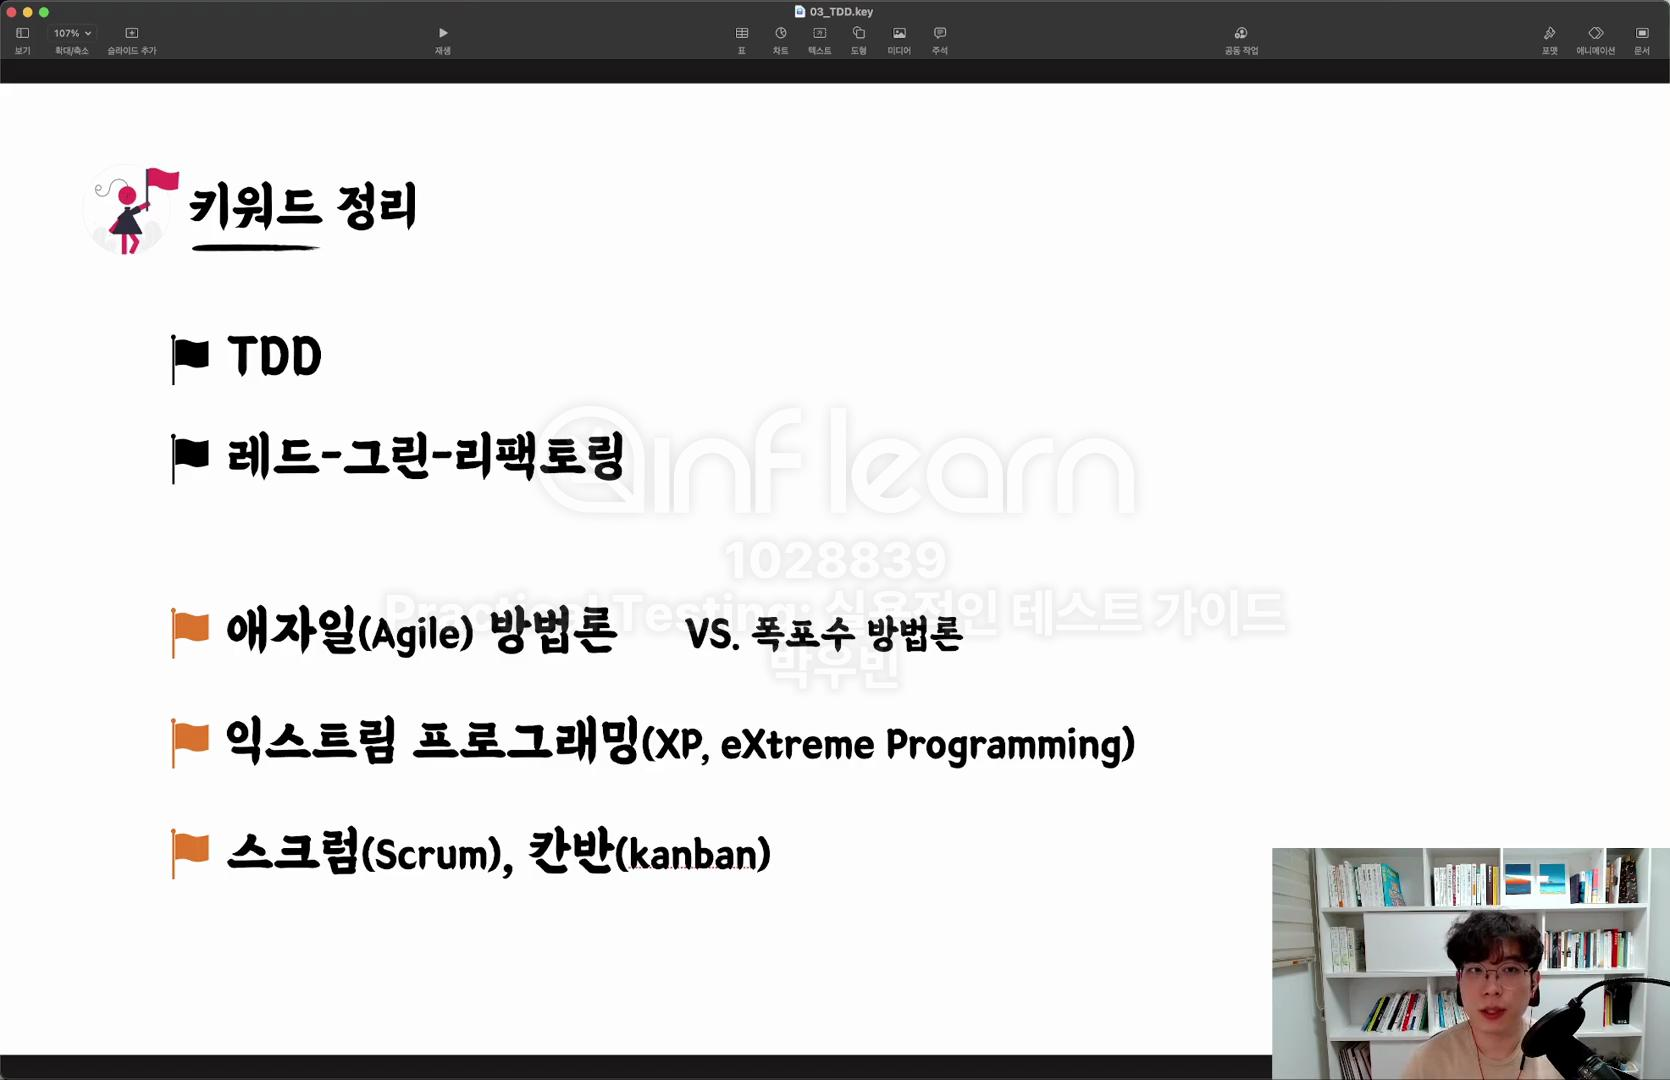 03_TDD.key
107%
보기
확대/축소
슬라이드 추가
재생
표
차트
텍스트
도형
미디어
주석
공동 작업
포맷
애니메이션
문서
키워드 정리
TDD
레드-그린-리팩토링
inflearn
1028839
Practical Testing: 실용적인 테스트 가이드
박우빈
애자일(Agile) 방법론 VS. 폭포수 방법론
익스트림 프로그래밍(XP, eXtreme Programming)
스크럼(Scrum), 칸반(kanban)